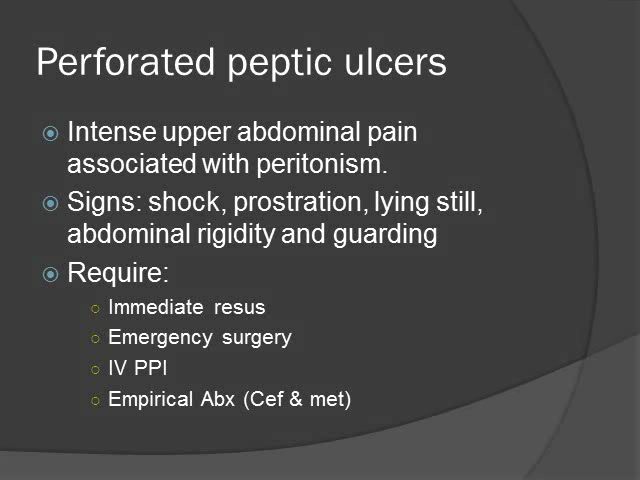 Perforated peptic ulcers
Intense upper abdominal pain
associated with peritonism.
Signs: shock, prostration, lying still,
abdominal rigidity and guarding
Require:
Immediate resus
Emergency surgery
IV PPI
Empirical Abx (Cef & met)